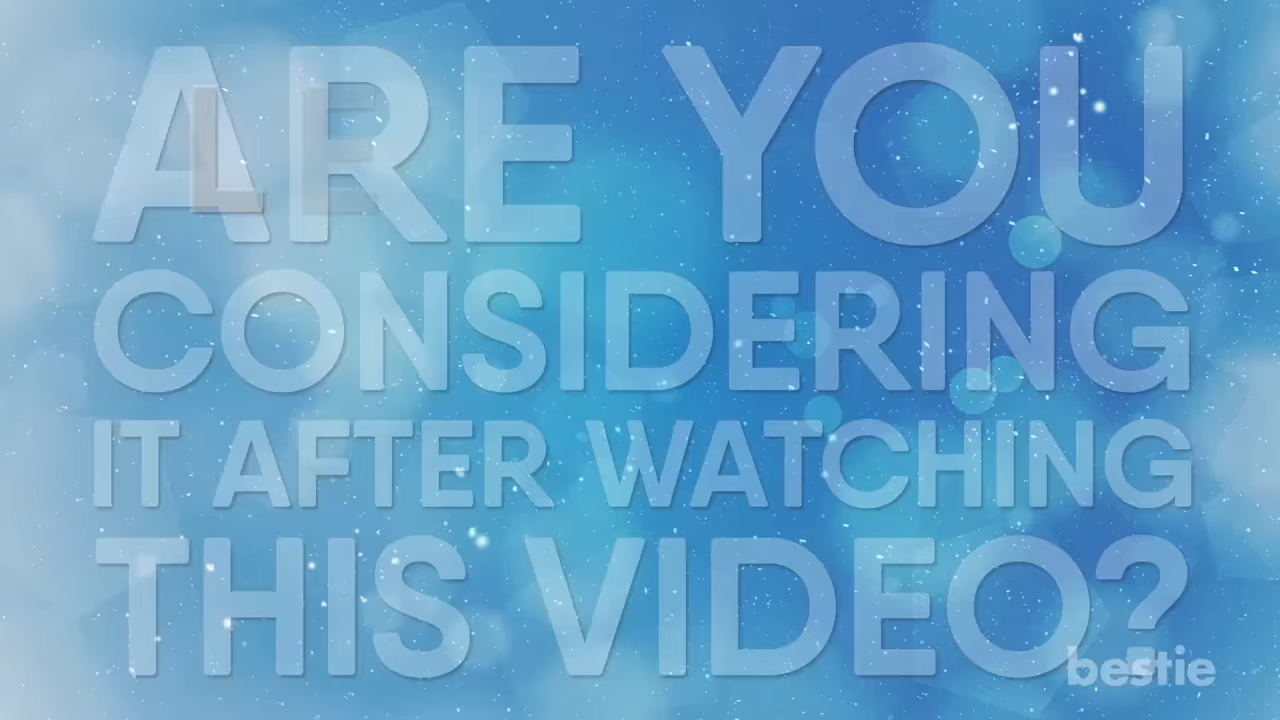 ARE YOU
CONSIDERING
IT AFTER WATCHING
THIS VIDEO?
bestie